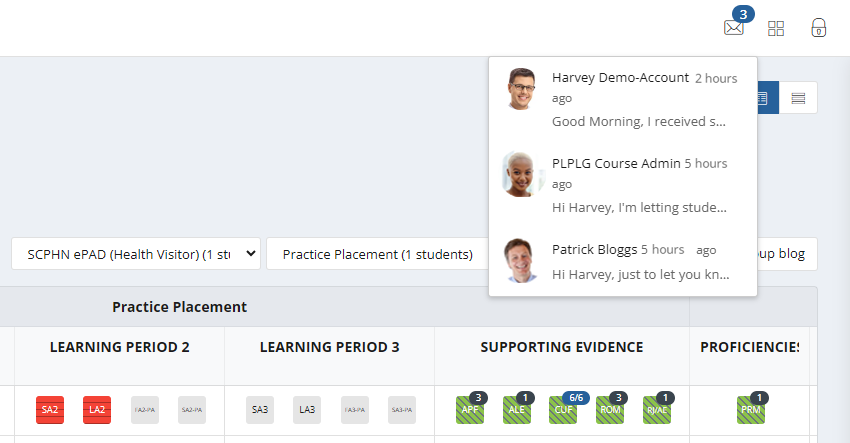 3
Harvey Demo-Account 2 hours
ago
Good Morning, I received s...
PLPLG Course Admin 5 hours
ago
Hi Harvey, I'm letting stude...
Patrick Bloggs 5 hours ago
Hi Harvey, just to let you kn...
SCPHN ePAD (Health Visitor) (1 stu
Practice Placement (1 students)
oup blog
Practice Placement
LEARNING PERIOD 2
LEARNING PERIOD 3
SUPPORTING EVIDENCE
PROFICIENCIES
3 1 6/6 3 1 1
SA2 LA2 FA2-PA SA2-PA SA3 LA3 FA3-PA SA3-PA APF ALE CUF ROM RJ/AE PRM